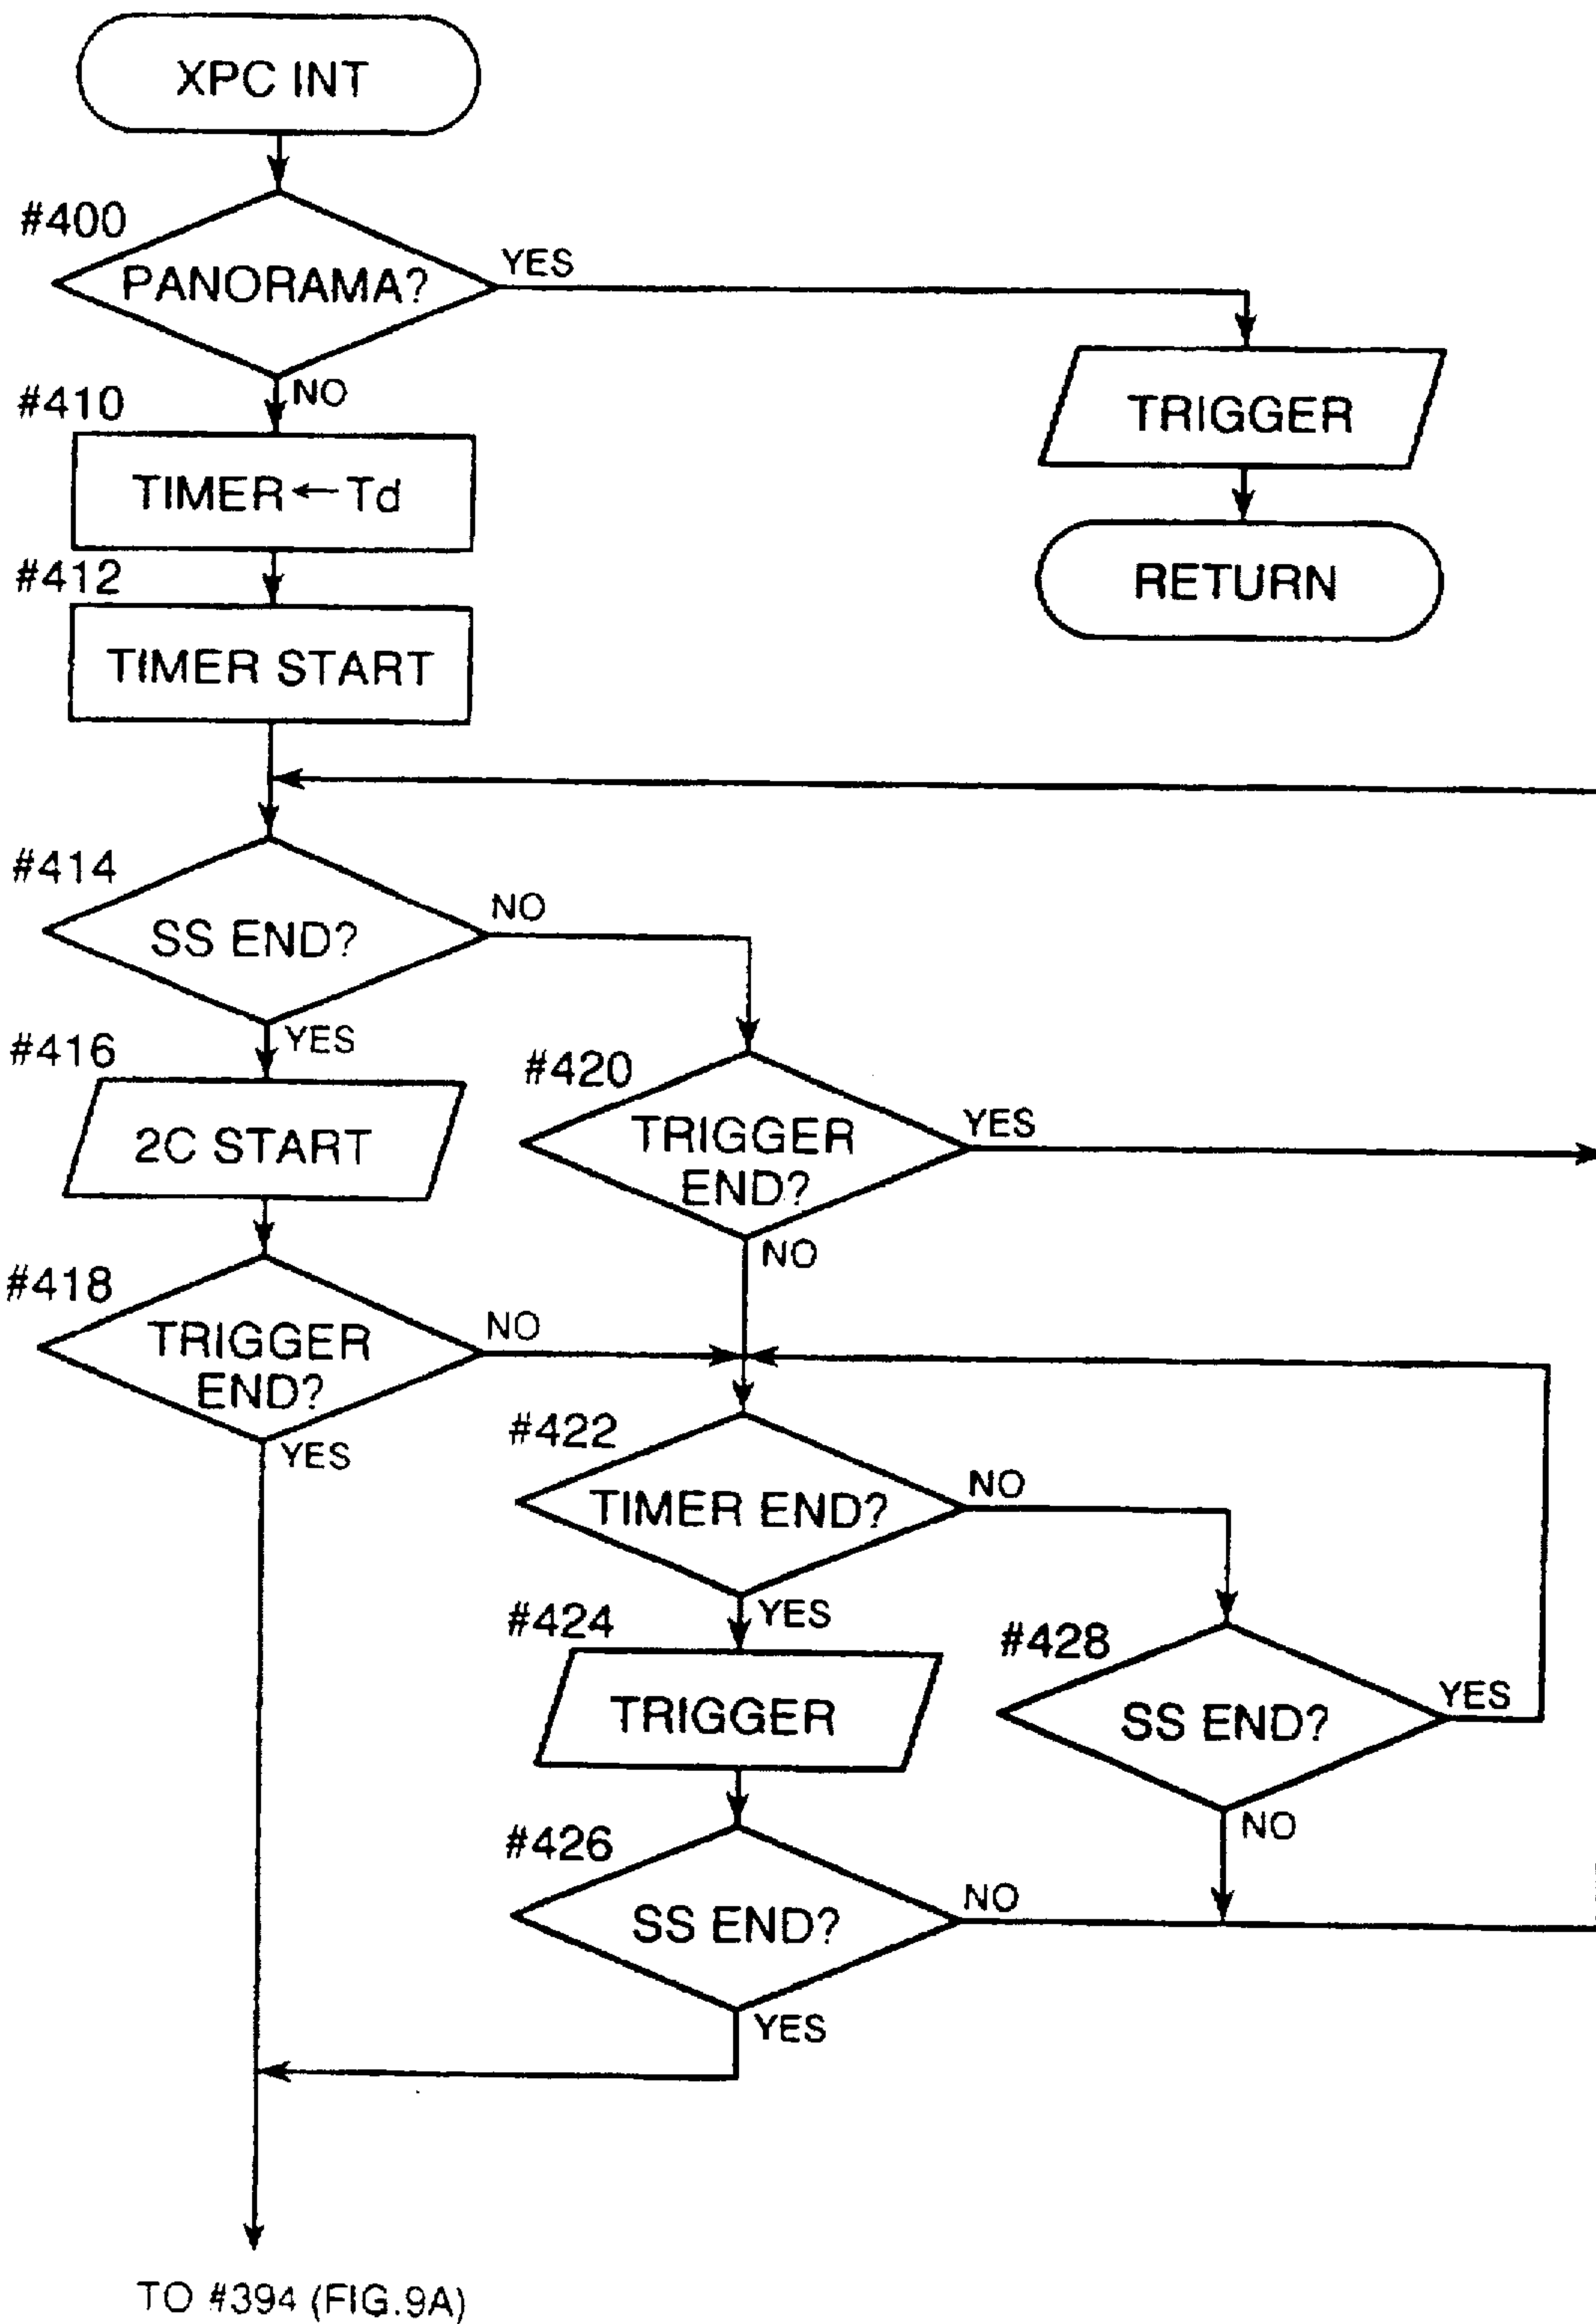 XPC INT
#400
PANORAMA?
YES
NO
TRIGGER
RETURN
#410
TIMER ← Td
#412
TIMER START
#414
SS END?
NO
YES
#416
2C START
#420
TRIGGER
END?
YES
NO
#418
TRIGGER
END?
NO
YES
#422
TIMER END?
NO
YES
#424
TRIGGER
#428
SS END?
YES
NO
#426
SS END?
NO
YES
TO #394 (FIG.9A)